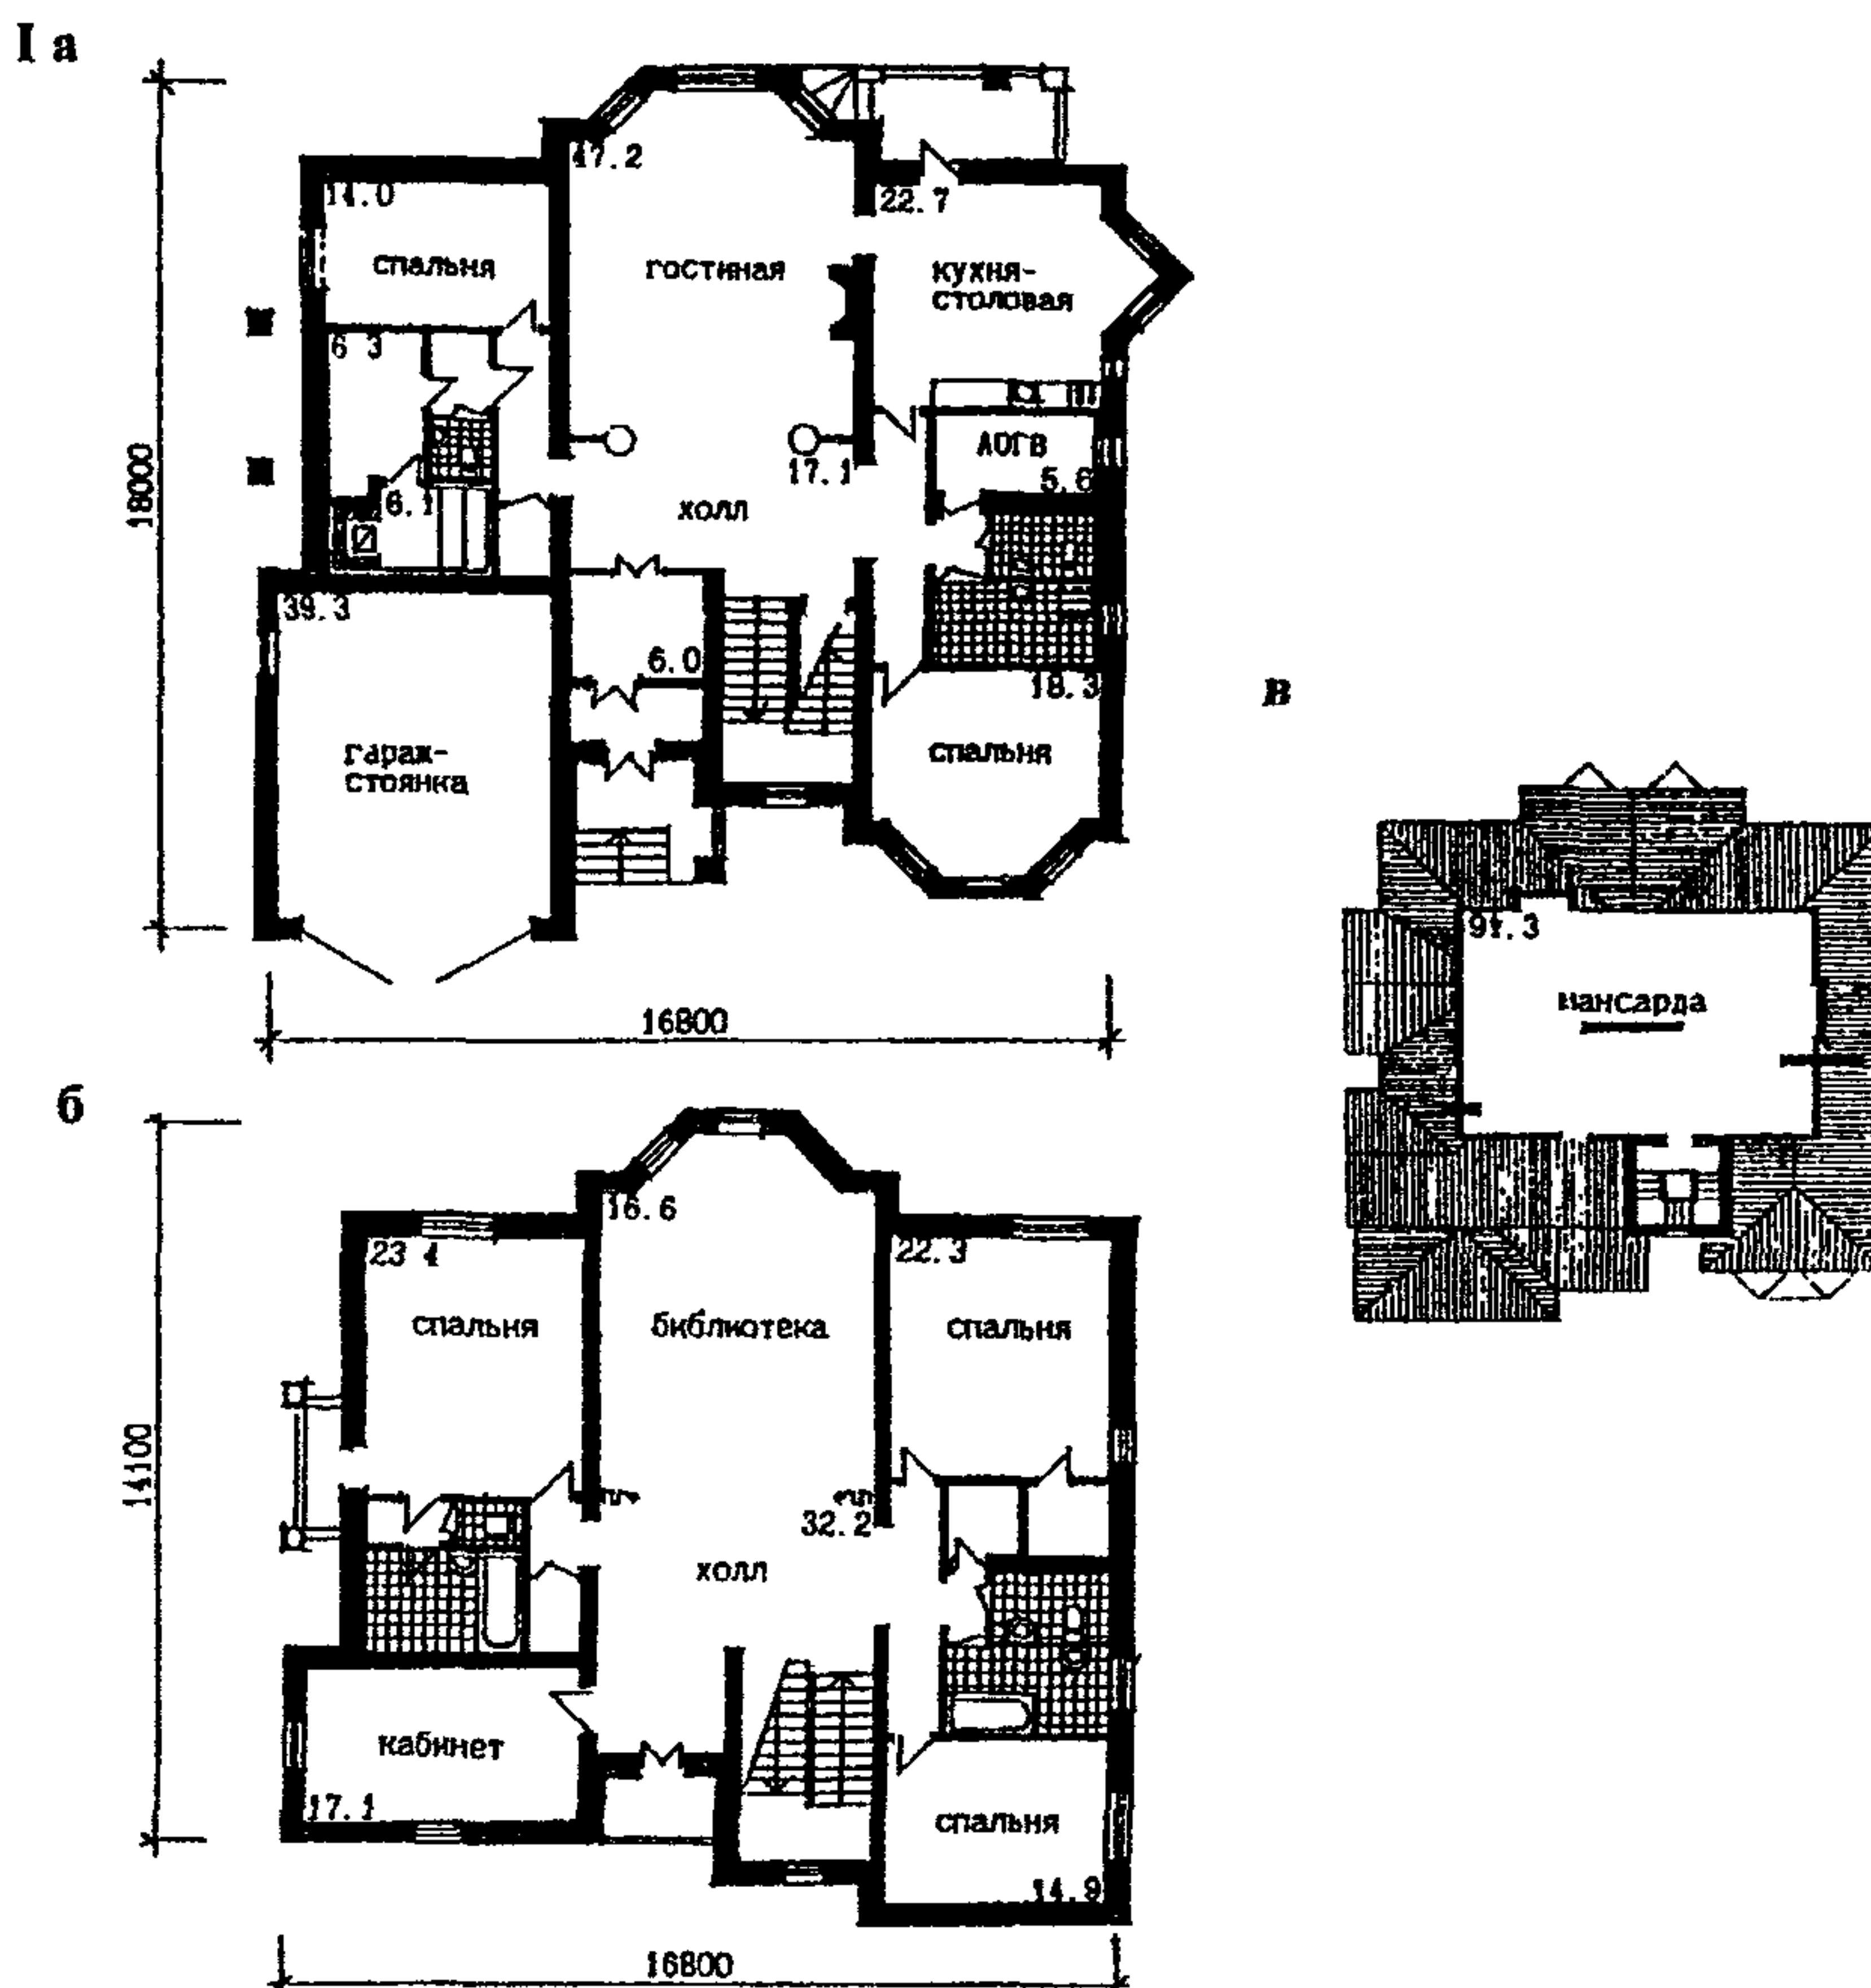 I а
47.2
14.0
22.7
спальня
гостиная
кухня-
столовая
6 3
АОГВ
17.1
5.6
6.1
холл
18000
39.3
6.0
18.3
в
гараж-
стоянка
спальня
91.3
мансарда
16800
б
16.6
23 4
22.3
спальня
библиотека
спальня
14100
32.2
холл
кабинет
17.1
спальня
14.9
16800